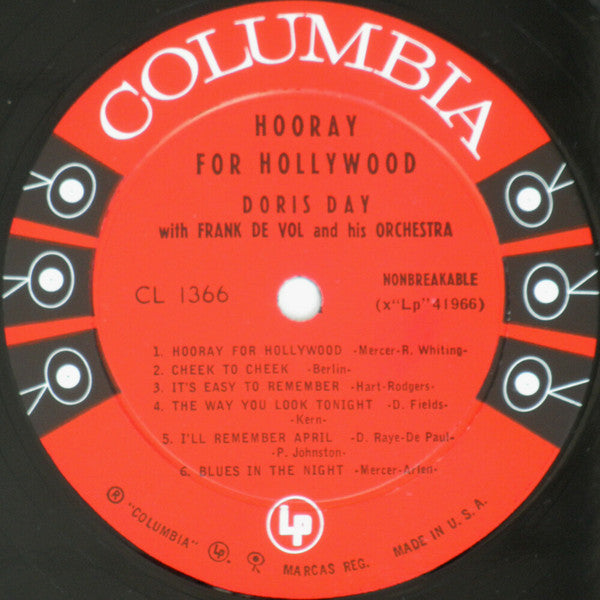 COLUMBIA
HOORAY
FOR HOLLYWOOD
DORIS DAY
with FRANK DE VOL and his ORCHESTRA
CL 1366
NONBREAKABLE
(x"Lp"41966)
1. HOORAY FOR HOLLYWOOD -Mercer-R. Whiting-
2. CHEEK TO CHEEK -Berlin-
3. IT'S EASY TO REMEMBER -Hart-Rodgers-
4. THE WAY YOU LOOK TONIGHT -D. Fields-
-Kern-
5. I'LL REMEMBER APRIL -D. Raye-De Paul-
-P. Johnston-
6. BLUES IN THE NIGHT -Mercer-Arlen-
Lp
® "COLUMBIA" Lp MARCAS REG. MADE IN U.S.A.